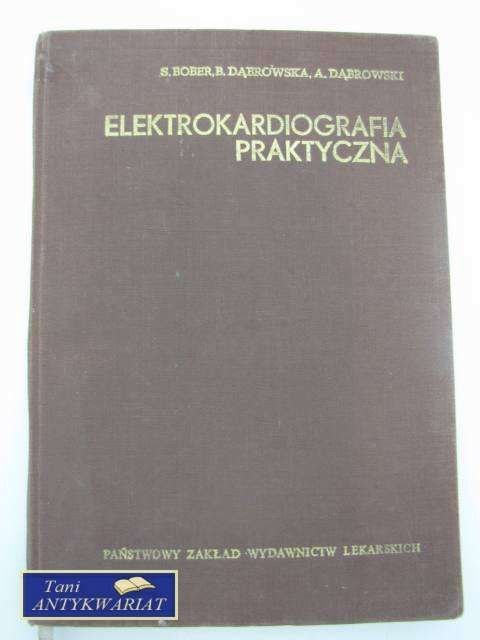 S. BOBER, B. DĄBROWSKA, A. DĄBROWSKI
ELEKTROKARDIOGRAFIA
PRAKTYCZNA
PAŃSTWOWY ZAKŁAD WYDAWNICTW LEKARSKICH
Tani
ANTYKWARIAT